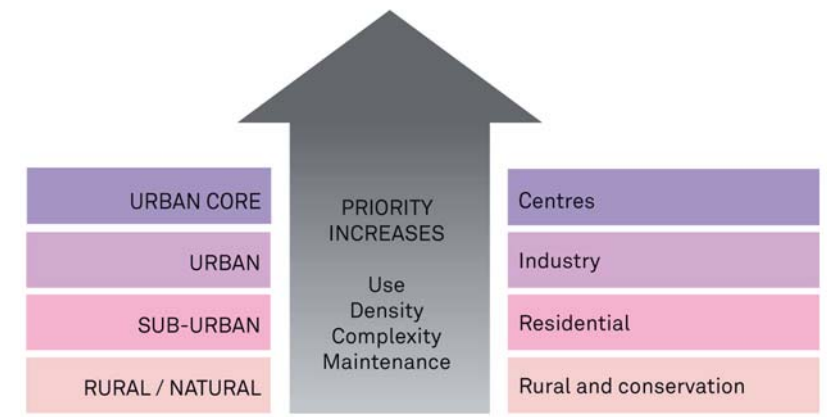 URBAN CORE
URBAN
SUB-URBAN
RURAL / NATURAL
PRIORITY
INCREASES
Use
Density
Complexity
Maintenance
Centres
Industry
Residential
Rural and conservation